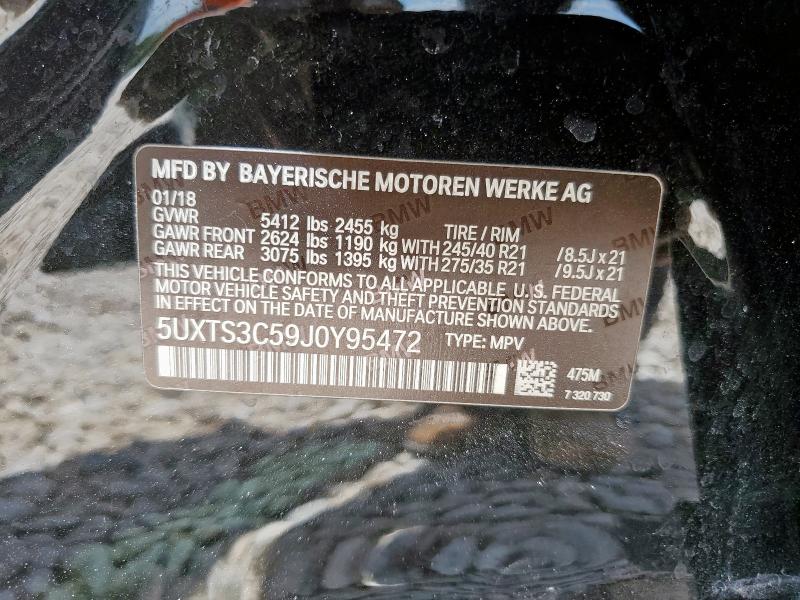 MFD BY BAYERISCHE MOTOREN WERKE AG
01/18
GVWR 5412 lbs 2455 kg TIRE / RIM
GAWR FRONT 2624 lbs 1190 kg WITH 245/40 R21 /8.5J x 21
GAWR REAR 3075 lbs 1395 kg WITH 275/35 R21 /9.5J x 21
THIS VEHICLE CONFORMS TO ALL APPLICABLE U.S. FEDERAL
MOTOR VEHICLE SAFETY AND THEFT PREVENTION STANDARDS
IN EFFECT ON THE DATE OF MANUFACTURE SHOWN ABOVE.
5UXTS3C59J0Y95472 TYPE: MPV
475M
7 320 730